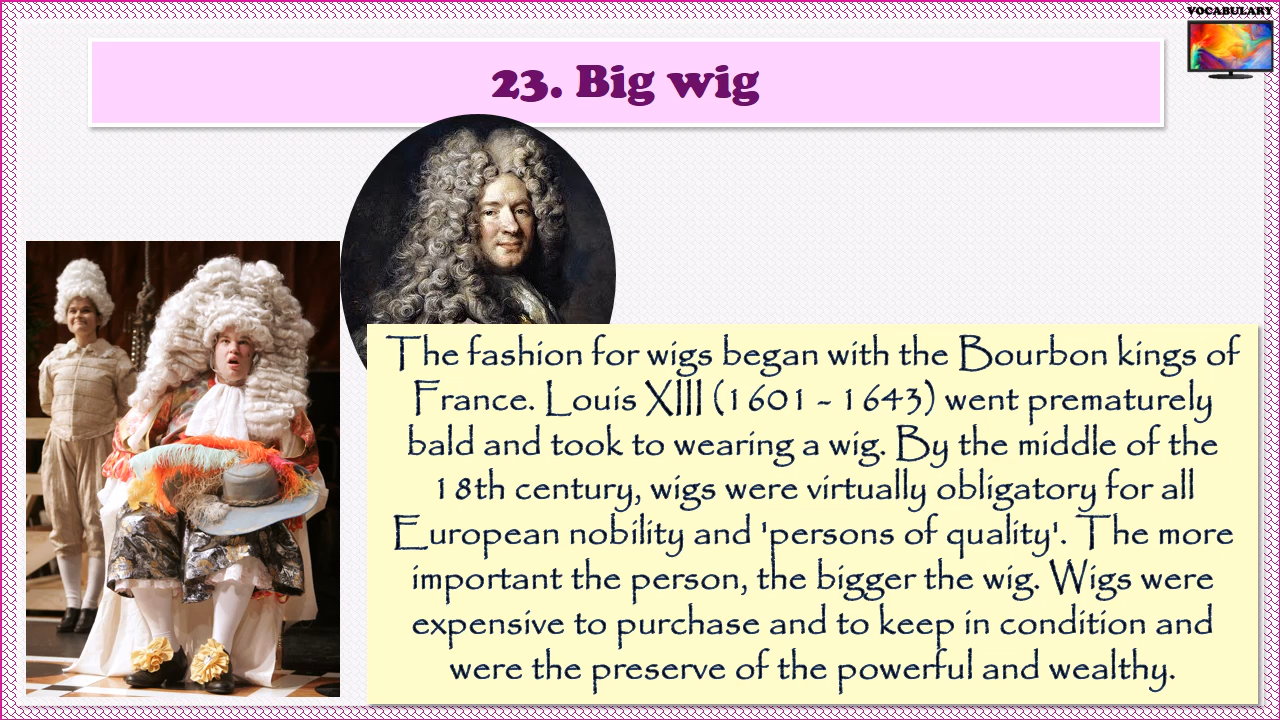 VOCABULARY
23. Big wig
The fashion for wigs began with the Bourbon kings of
France. Louis XIII (1601 - 1643) went prematurely
bald and took to wearing a wig. By the middle of the
18th century, wigs were virtually obligatory for all
European nobility and 'persons of quality'. The more
important the person, the bigger the wig. Wigs were
expensive to purchase and to keep in condition and
were the preserve of the powerful and wealthy.